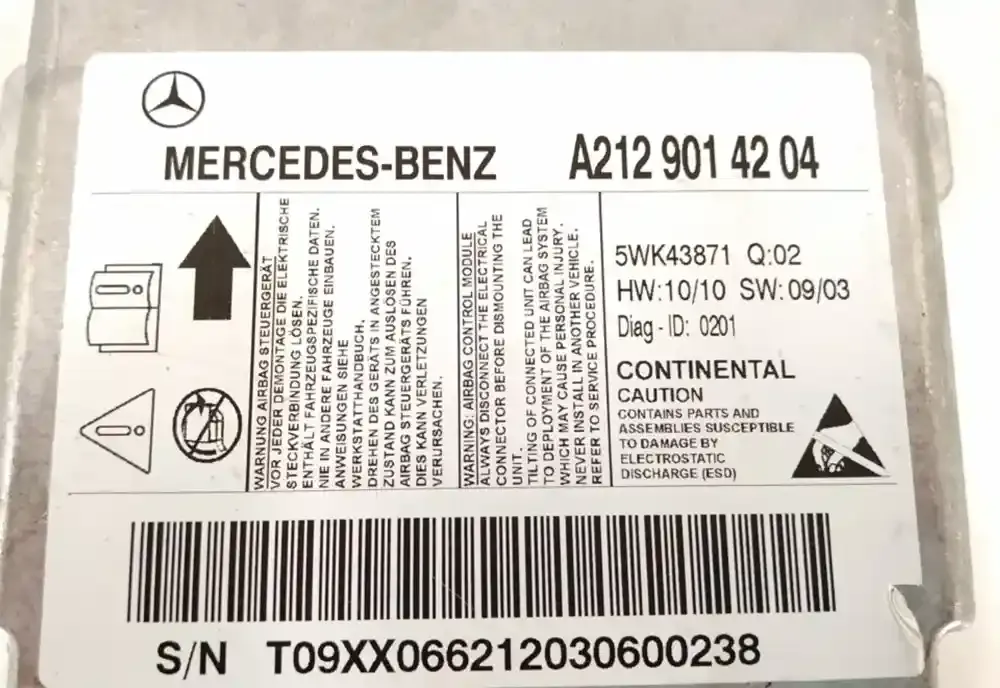 MERCEDES-BENZ
A212 901 42 04
WARNUNG AIRBAG STEUERGERÄT
VOR JEDER DEMONTAGE DIE ELEKTRISCHE
STECKVERBINDUNG LÖSEN.
ENTHÄLT FAHRZEUGSPEZIFISCHE DATEN.
NIE IN ANDERE FAHRZEUGE EINBAUEN.
ANWEISUNGEN SIEHE
WERKSTATTHANDBUCH.
DREHEN DES GERÄTS IN ANGESTECKTEM
ZUSTAND KANN ZUM AUSLÖSEN DES
AIRBAG STEUERGERÄTS FÜHREN.
DIES KANN VERLETZUNGEN
VERURSACHEN.
WARNING: AIRBAG CONTROL MODULE
ALWAYS DISCONNECT THE ELECTRICAL
CONNECTOR BEFORE DISMOUNTING THE
UNIT.
TILTING OF CONNECTED UNIT CAN LEAD
TO DEPLOYMENT OF THE AIRBAG SYSTEM
WHICH MAY CAUSE PERSONAL INJURY.
NEVER INSTALL IN ANOTHER VEHICLE.
REFER TO SERVICE PROCEDURE.
5WK43871 Q:02
HW:10/10 SW:09/03
Diag-ID: 0201
CONTINENTAL
CAUTION
CONTAINS PARTS AND
ASSEMBLIES SUSCEPTIBLE
TO DAMAGE BY
ELECTROSTATIC
DISCHARGE (ESD)
S/N T09XX066212030600238